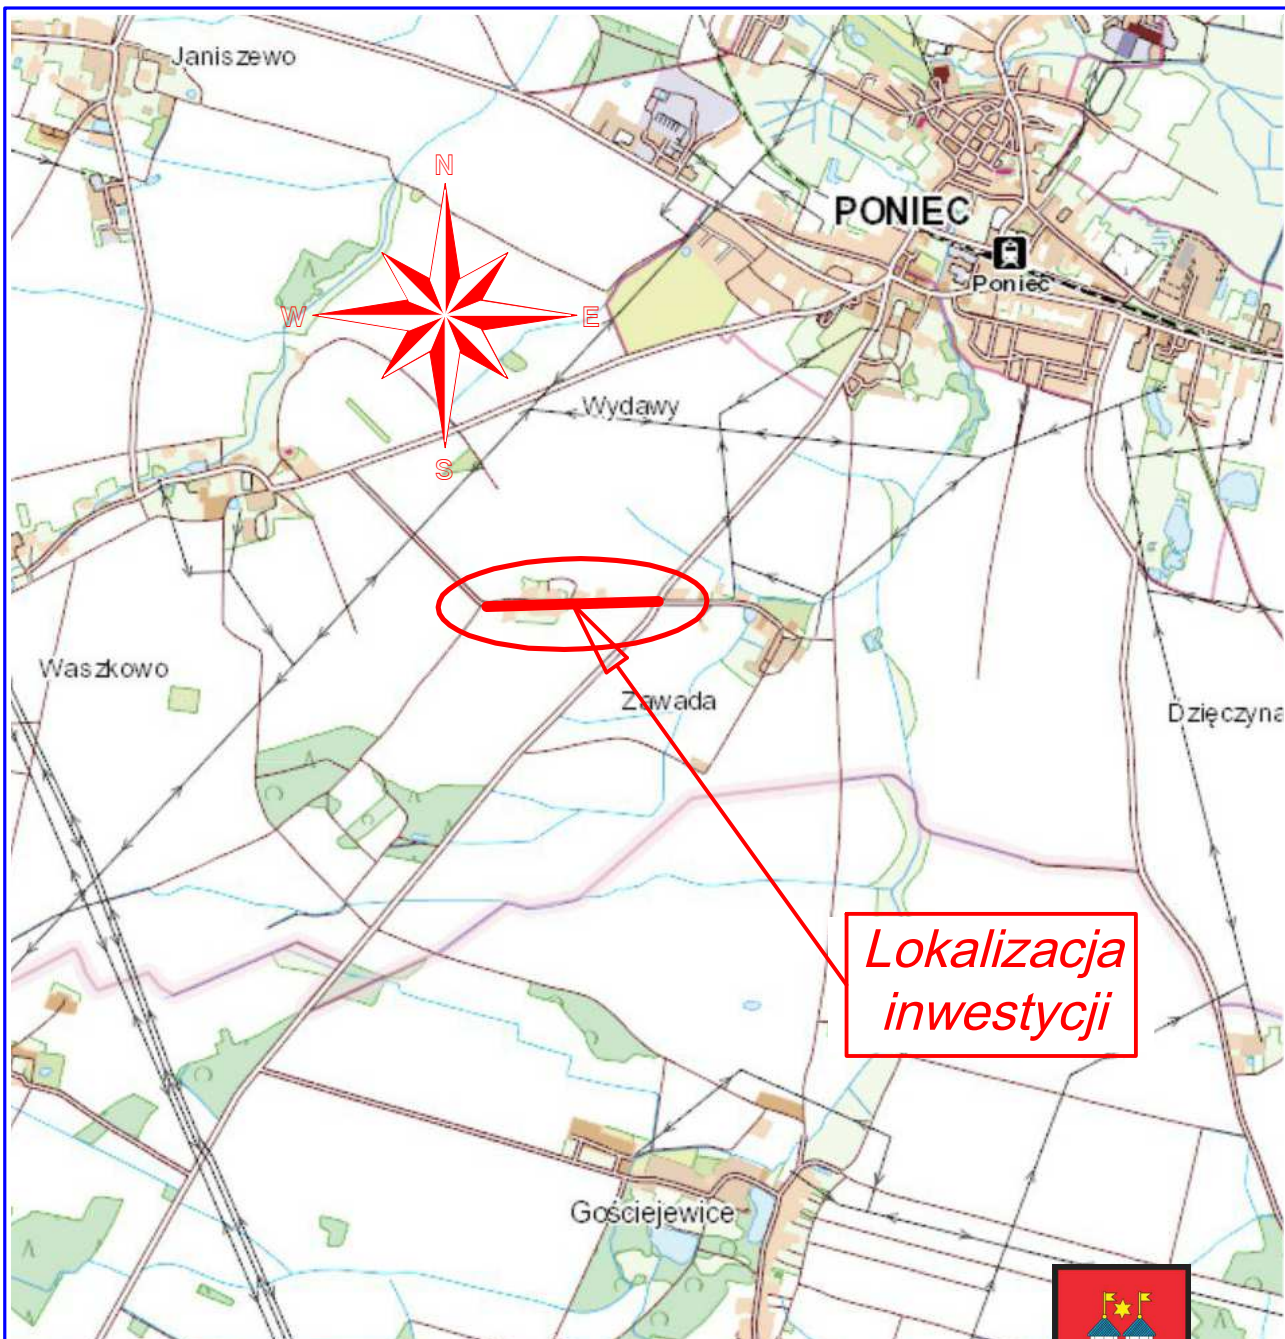 Janiszewo
N
PONIEC
Poniec
W
E
Wydawy
S
Waszkowo
Zawada
Dzięczyna
Lokalizacja
inwestycji
Gościejewice